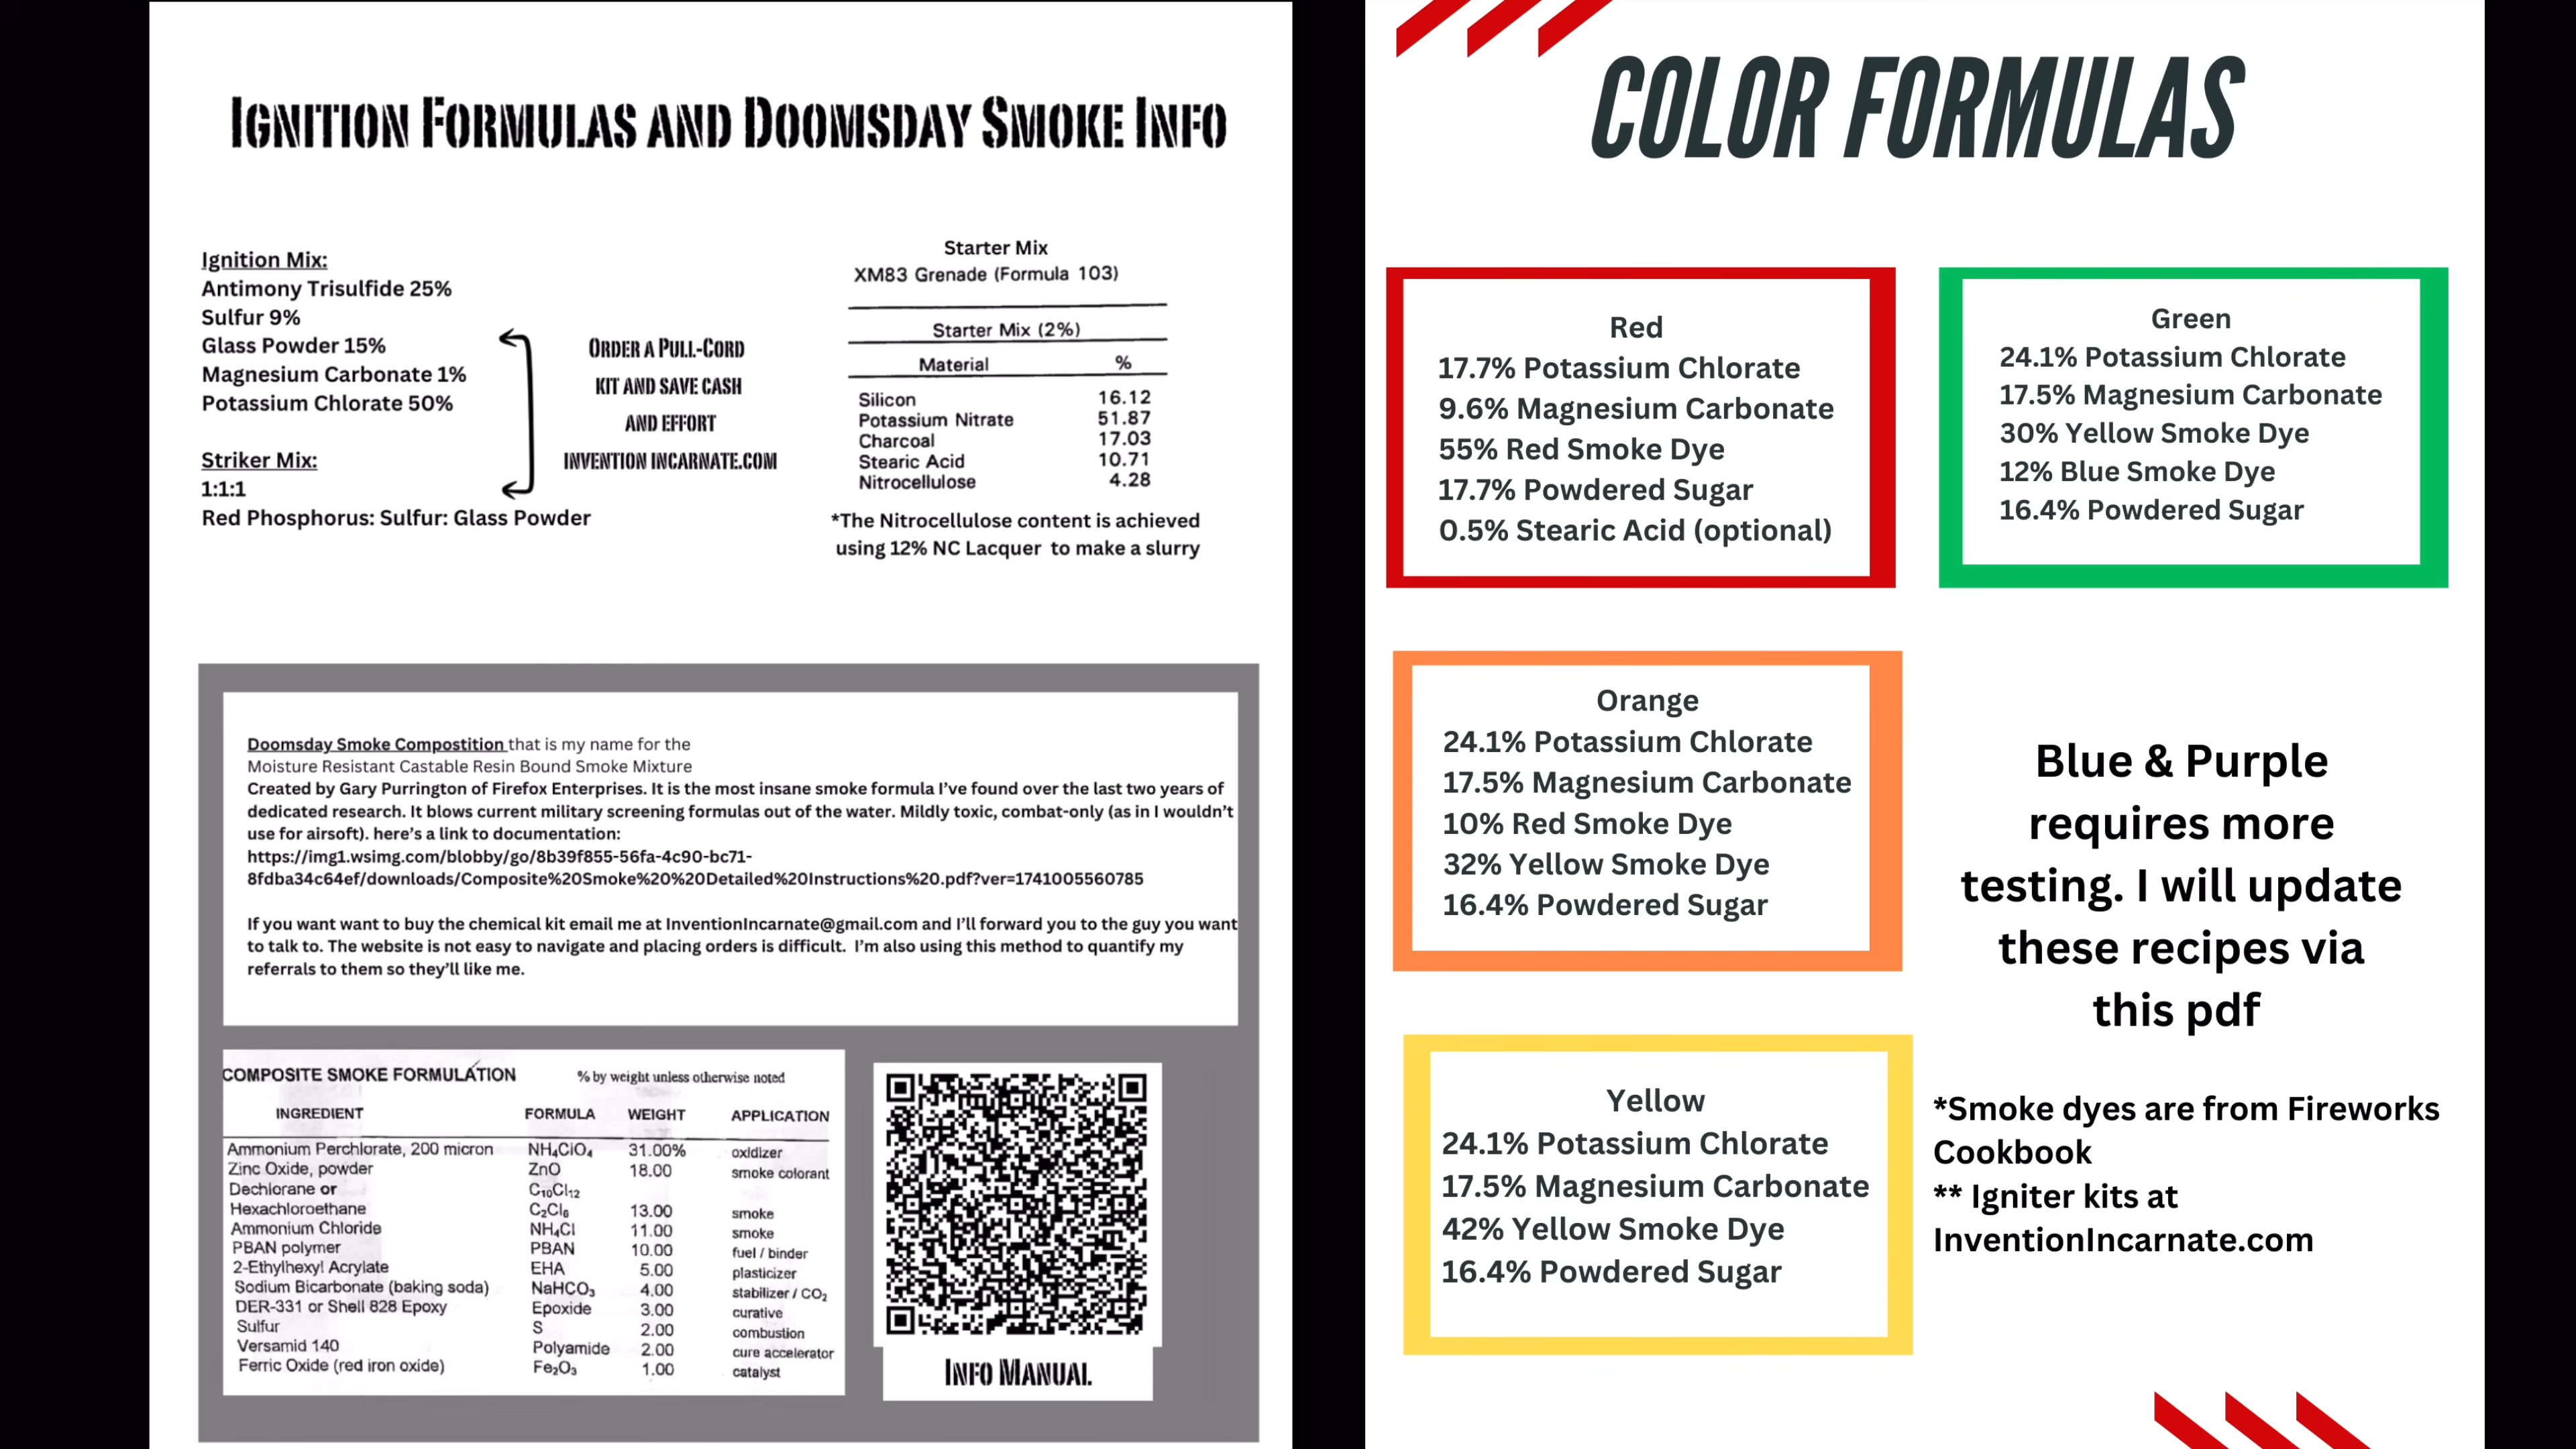 IGNITION FORMULAS AND DOOMSDAY SMOKE INFO
Ignition Mix:
Antimony Trisulfide 25%
Sulfur 9%
Glass Powder 15%
Magnesium Carbonate 1%
Potassium Chlorate 50%
Striker Mix:
1:1:1
Red Phosphorus: Sulfur: Glass Powder
ORDER A PULL-CORD
KIT AND SAVE CASH
AND EFFORT
INVENTION INCARNATE.COM
Starter Mix
XM83 Grenade (Formula 103)
Starter Mix (2%)
Material %
Silicon 16.12
Potassium Nitrate 51.87
Charcoal 17.03
Stearic Acid 10.71
Nitrocellulose 4.28
*The Nitrocellulose content is achieved
using 12% NC Lacquer to make a slurry
Doomsday Smoke Compostition that is my name for the
Moisture Resistant Castable Resin Bound Smoke Mixture
Created by Gary Purrington of Firefox Enterprises. It is the most insane smoke formula I've found over the last two years of
dedicated research. It blows current military screening formulas out of the water. Mildly toxic, combat-only (as in I wouldn't
use for airsoft). here's a link to documentation:
https://img1.wsimg.com/blobby/go/8b39f855-56fa-4c90-bc71-
8fdba34c64ef/downloads/Composite%20Smoke%20%20Detailed%20Instructions%20.pdf?ver=1741005560785
If you want want to buy the chemical kit email me at InventionIncarnate@gmail.com and I'll forward you to the guy you want
to talk to. The website is not easy to navigate and placing orders is difficult. I'm also using this method to quantify my
referrals to them so they'll like me.
COMPOSITE SMOKE FORMULATION % by weight unless otherwise noted
INGREDIENT FORMULA WEIGHT APPLICATION
Ammonium Perchlorate, 200 micron NH₄ClO₄ 31.00% oxidizer
Zinc Oxide, powder ZnO 18.00 smoke colorant
Dechlorane or C₁₀Cl₁₂
Hexachloroethane C₂Cl₆ 13.00 smoke
Ammonium Chloride NH₄Cl 11.00 smoke
PBAN polymer PBAN 10.00 fuel / binder
2-Ethylhexyl Acrylate EHA 5.00 plasticizer
Sodium Bicarbonate (baking soda) NaHCO₃ 4.00 stabilizer / CO₂
DER-331 or Shell 828 Epoxy Epoxide 3.00 curative
Sulfur S 2.00 combustion
Versamid 140 Polyamide 2.00 cure accelerator
Ferric Oxide (red iron oxide) Fe₂O₃ 1.00 catalyst
INFO MANUAL
COLOR FORMULAS
Red
17.7% Potassium Chlorate
9.6% Magnesium Carbonate
55% Red Smoke Dye
17.7% Powdered Sugar
0.5% Stearic Acid (optional)
Green
24.1% Potassium Chlorate
17.5% Magnesium Carbonate
30% Yellow Smoke Dye
12% Blue Smoke Dye
16.4% Powdered Sugar
Orange
24.1% Potassium Chlorate
17.5% Magnesium Carbonate
10% Red Smoke Dye
32% Yellow Smoke Dye
16.4% Powdered Sugar
Blue & Purple
requires more
testing. I will update
these recipes via
this pdf
Yellow
24.1% Potassium Chlorate
17.5% Magnesium Carbonate
42% Yellow Smoke Dye
16.4% Powdered Sugar
*Smoke dyes are from Fireworks
Cookbook
** Igniter kits at
InventionIncarnate.com